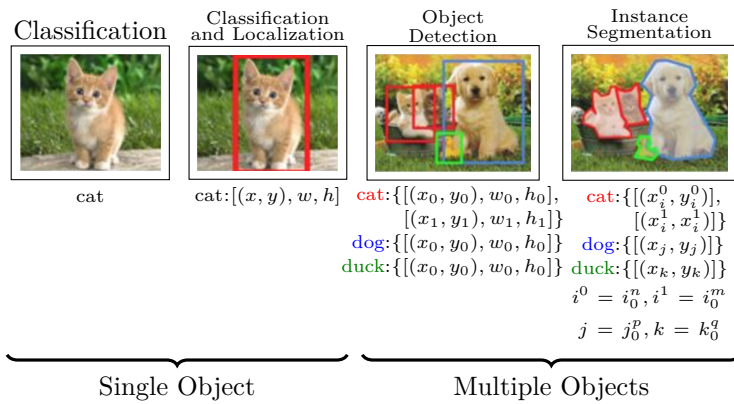 Classification
cat
Classification
and Localization
cat:[(x, y), w, h]
Object
Detection
cat:{[(x₀, y₀), w₀, h₀],
[(x₁, y₁), w₁, h₁]}
dog:{[(x₀, y₀), w₀, h₀]}
duck:{[(x₀, y₀), w₀, h₀]}
Instance
Segmentation
cat:{[(x_i^0, y_i^0)],
[(x_i^1, x_i^1)]}
dog:{[(x_j, y_j)]}
duck:{[(x_k, y_k)]}
i^0 = i_0^n, i^1 = i_0^m
j = j_0^p, k = k_0^q
Single Object
Multiple Objects